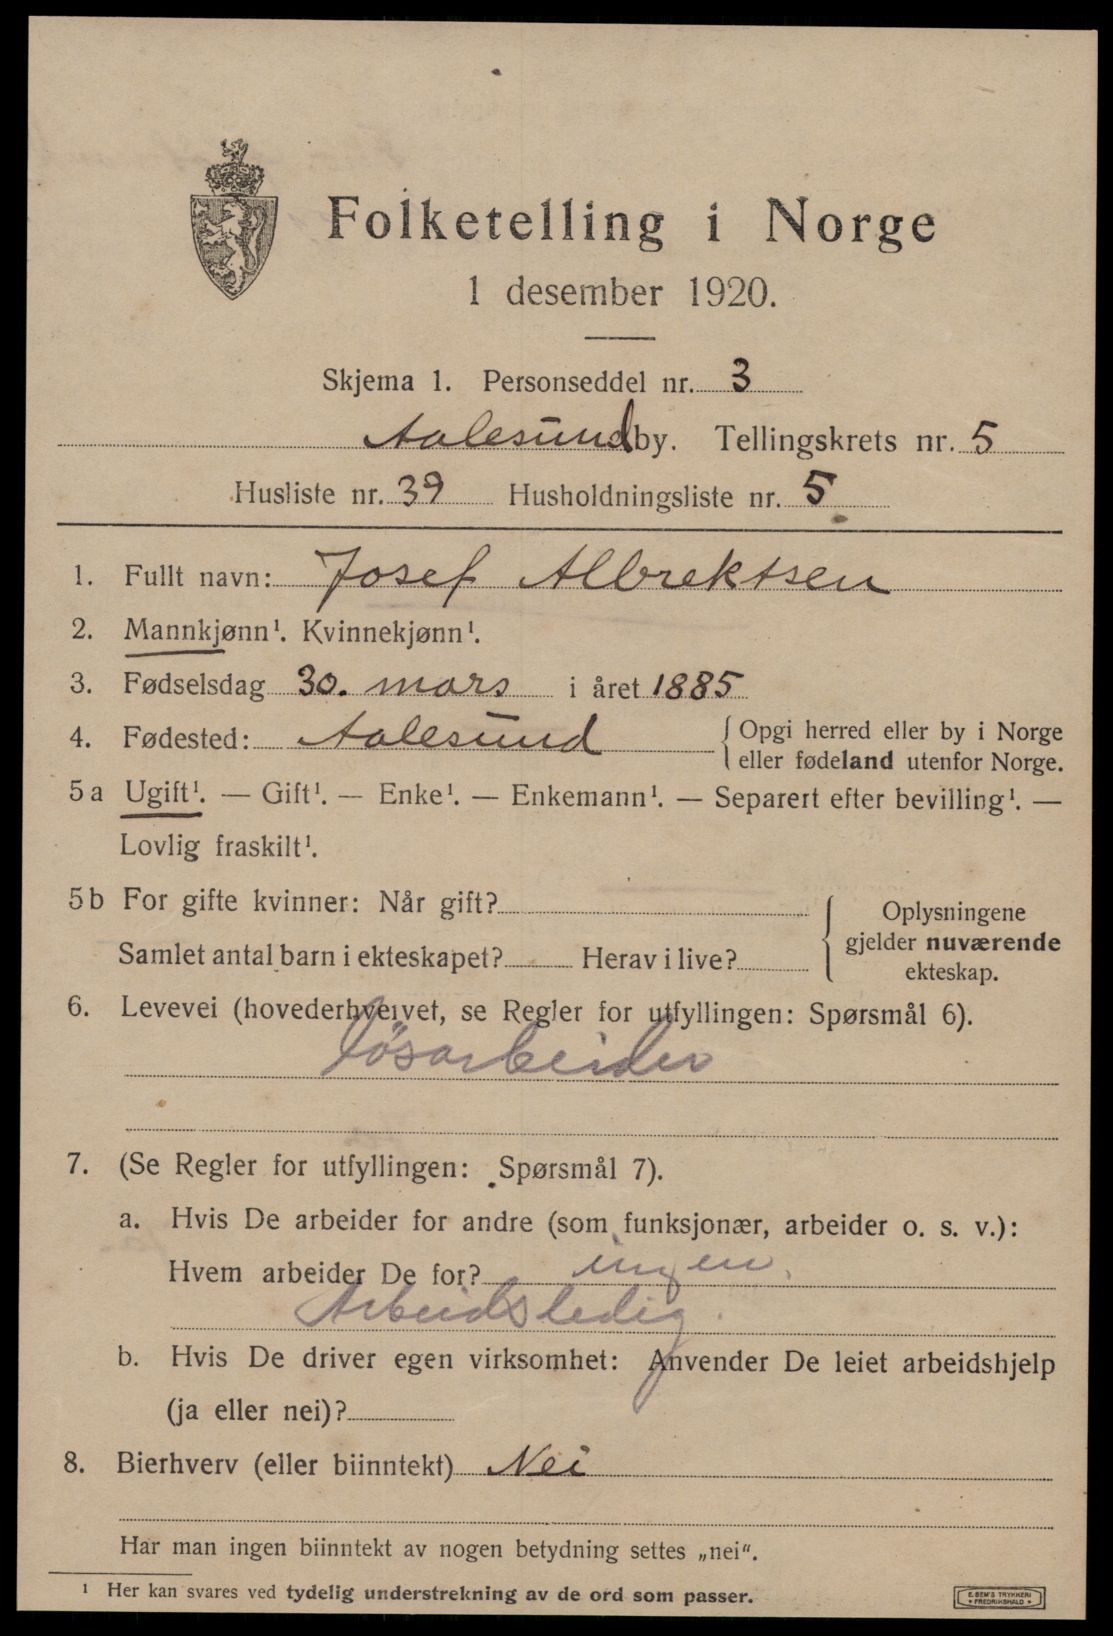 Folketelling i Norge
1 desember 1920.
Skjema 1. Personseddel nr. 3
Aalesund by. Tellingskrets nr. 5
Husliste nr. 39 Husholdningsliste nr. 5
1. Fullt navn: Josef Albrektsen
2. Mannkjønn¹. Kvinnekjønn¹.
3. Fødselsdag 30. mars i året 1885
4. Fødested: Aalesund { Opgi herred eller by i Norge
eller fødeland utenfor Norge.
5 a Ugift¹. — Gift¹. — Enke¹. — Enkemann¹. — Separert efter bevilling¹. —
Lovlig fraskilt¹.
5 b For gifte kvinner: Når gift?
Samlet antal barn i ekteskapet? Herav i live?
Oplysningene
gjelder nuværende
ekteskap.
6. Levevei (hovederhvervet, se Regler for utfyllingen: Spørsmål 6).
løsarbeider
7. (Se Regler for utfyllingen: Spørsmål 7).
a. Hvis De arbeider for andre (som funksjonær, arbeider o. s. v.):
Hvem arbeider De for? ingen.
Arbeidsledig.
b. Hvis De driver egen virksomhet: Anvender De leiet arbeidshjelp
(ja eller nei)?
8. Bierhverv (eller biinntekt) Nei
Har man ingen biinntekt av nogen betydning settes „nei“.
¹ Her kan svares ved tydelig understrekning av de ord som passer.
E. SEM'S TRYKKERI
• FREDRIKSHALD •